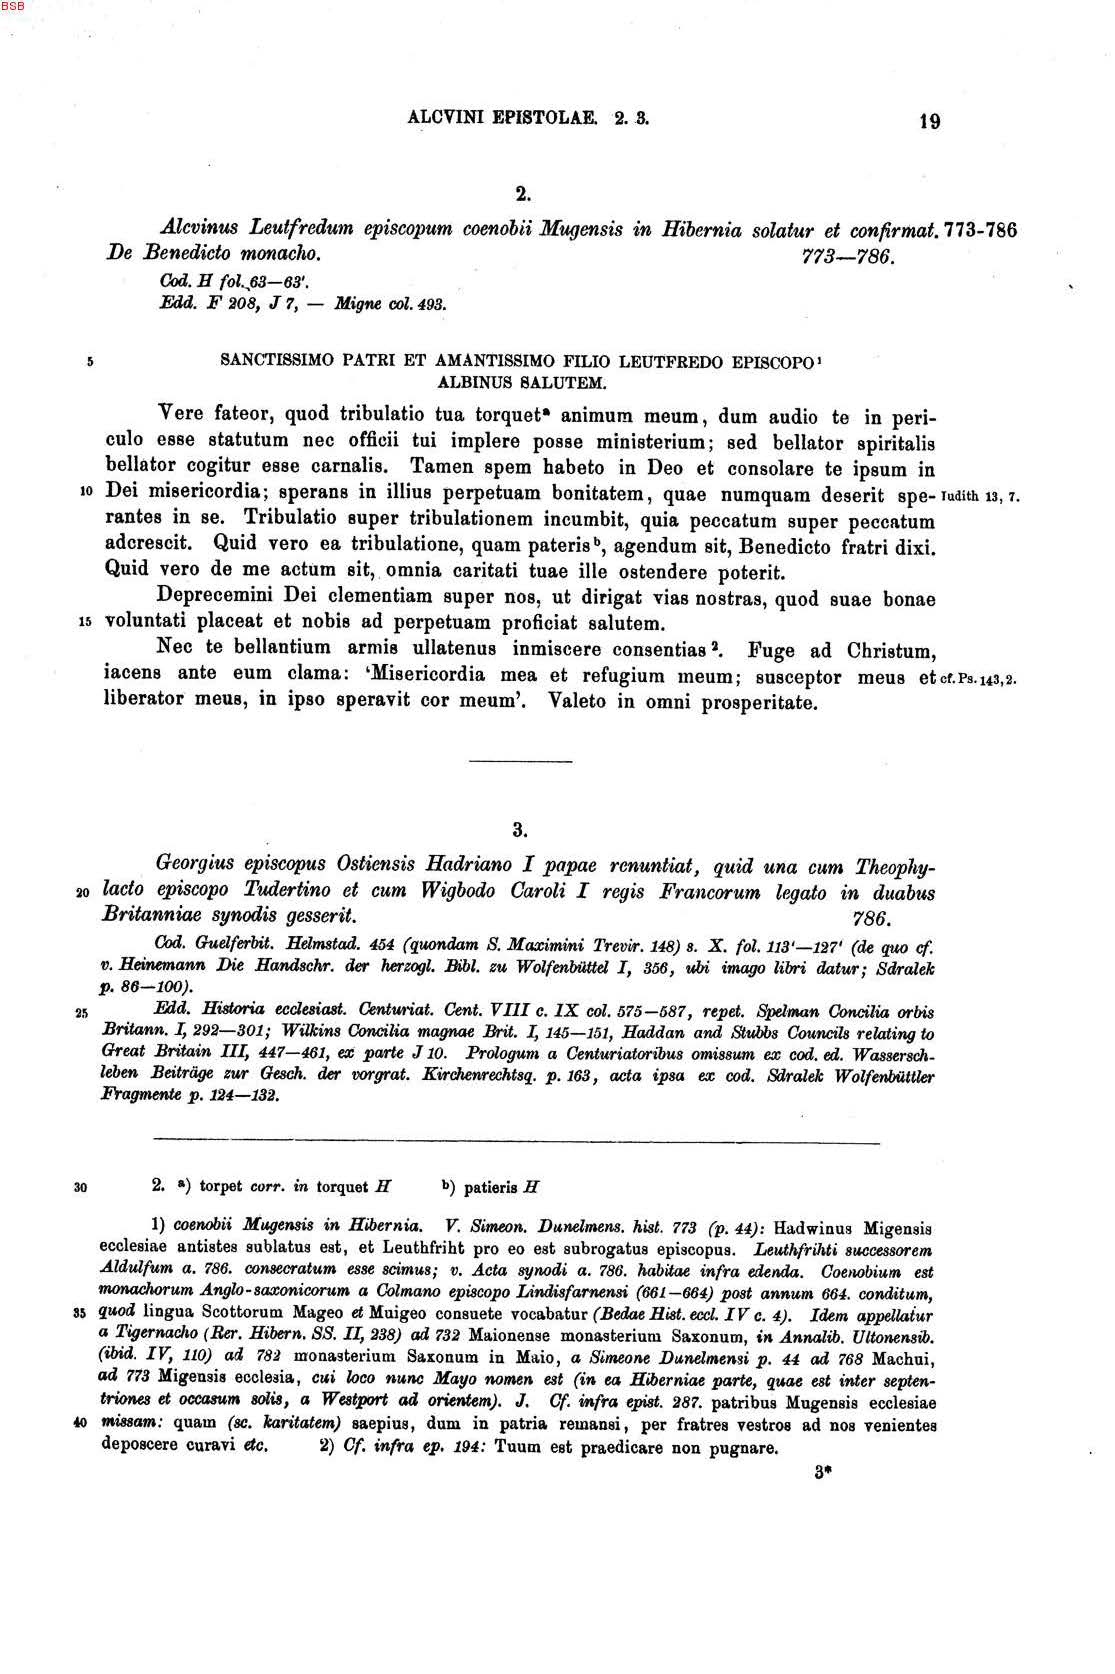 BSB
ALCVINI EPISTOLAE. 2. 3.
19
2.
Alcvinus Leutfredum episcopum coenobii Mugensis in Hibernia solatur et confirmat. 773-786
De Benedicto monacho. 773—786.
Cod. H fol. 63—63'.
Edd. F 208, J 7, — Migne col. 493.
5 SANCTISSIMO PATRI ET AMANTISSIMO FILIO LEUTFREDO EPISCOPO¹
ALBINUS SALUTEM.
Vere fateor, quod tribulatio tua torquetᵃ animum meum, dum audio te in peri-
culo esse statutum nec officii tui implere posse ministerium; sed bellator spiritalis
bellator cogitur esse carnalis. Tamen spem habeto in Deo et consolare te ipsum in
10 Dei misericordia; sperans in illius perpetuam bonitatem, quae numquam deserit spe- Iudith 13, 7.
rantes in se. Tribulatio super tribulationem incumbit, quia peccatum super peccatum
adcrescit. Quid vero ea tribulatione, quam paterisᵇ, agendum sit, Benedicto fratri dixi.
Quid vero de me actum sit, omnia caritati tuae ille ostendere poterit.
Deprecemini Dei clementiam super nos, ut dirigat vias nostras, quod suae bonae
15 voluntati placeat et nobis ad perpetuam proficiat salutem.
Nec te bellantium armis ullatenus inmiscere consentias². Fuge ad Christum,
iacens ante eum clama: ‘Misericordia mea et refugium meum; susceptor meus et cf. Ps. 143, 2.
liberator meus, in ipso speravit cor meum’. Valeto in omni prosperitate.
3.
Georgius episcopus Ostiensis Hadriano I papae renuntiat, quid una cum Theophy-
20 lacto episcopo Tudertino et cum Wigbodo Caroli I regis Francorum legato in duabus
Britanniae synodis gesserit. 786.
Cod. Guelferbit. Helmstad. 454 (quondam S. Maximini Trevir. 148) s. X. fol. 113'—127' (de quo cf.
v. Heinemann Die Handschr. der herzogl. Bibl. zu Wolfenbüttel I, 356, ubi imago libri datur; Sdralek
p. 86—100).
25 Edd. Historia ecclesiast. Centuriat. Cent. VIII c. IX col. 575—587, repet. Spelman Concilia orbis
Britann. I, 292—301; Wilkins Concilia magnae Brit. I, 145—151, Haddan and Stubbs Councils relating to
Great Britain III, 447—461, ex parte J 10. Prologum a Centuriatoribus omissum ex cod. ed. Wassersch-
leben Beiträge zur Gesch. der vorgrat. Kirchenrechtsq. p. 163, acta ipsa ex cod. Sdralek Wolfenbüttler
Fragmente p. 124—132.
30 2. ᵃ) torpet corr. in torquet H ᵇ) patieris H
1) coenobii Mugensis in Hibernia. V. Simeon. Dunelmens. hist. 773 (p. 44): Hadwinus Migensis
ecclesiae antistes sublatus est, et Leuthfriht pro eo est subrogatus episcopus. Leuthfrihti successorem
Aldulfum a. 786. consecratum esse scimus; v. Acta synodi a. 786. habitae infra edenda. Coenobium est
monachorum Anglo-saxonicorum a Colmano episcopo Lindisfarnensi (661—664) post annum 664. conditum,
35 quod lingua Scottorum Mageo et Muigeo consuete vocabatur (Bedae Hist. eccl. IV c. 4). Idem appellatur
a Tigernacho (Rer. Hibern. SS. II, 238) ad 732 Maionense monasterium Saxonum, in Annalib. Ultonensib.
(ibid. IV, 110) ad 782 monasterium Saxonum in Maio, a Simeone Dunelmensi p. 44 ad 768 Machui,
ad 773 Migensis ecclesia, cui loco nunc Mayo nomen est (in ea Hiberniae parte, quae est inter septen-
triones et occasum solis, a Westport ad orientem). J. Cf. infra epist. 287. patribus Mugensis ecclesiae
40 missam: quam (sc. karitatem) saepius, dum in patria remansi, per fratres vestros ad nos venientes
deposcere curavi etc. 2) Cf. infra ep. 194: Tuum est praedicare non pugnare.
3*